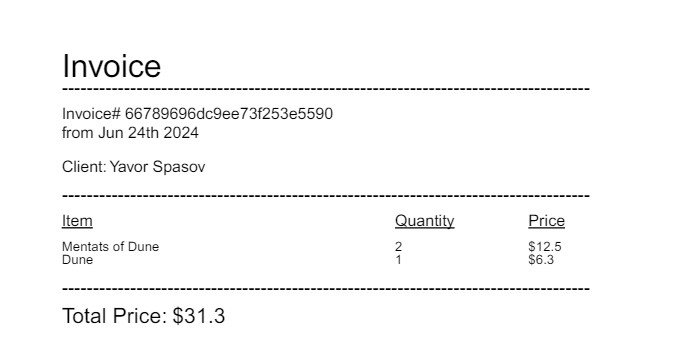 Invoice
Invoice# 66789696dc9ee73f253e5590
from Jun 24th 2024
Client: Yavor Spasov
Item Quantity Price
Mentats of Dune 2 $12.5
Dune 1 $6.3
Total Price: $31.3